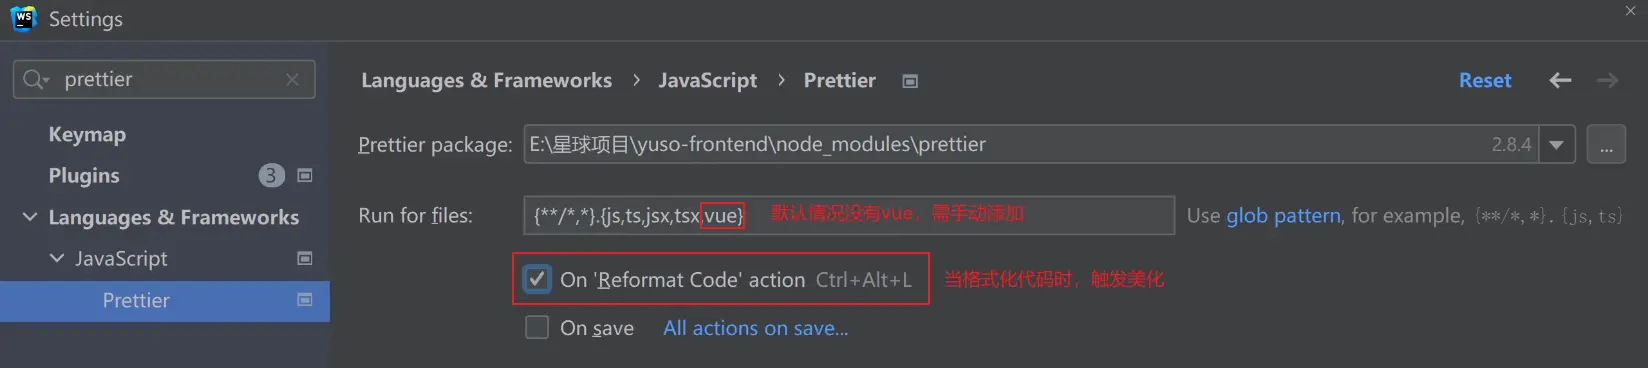 WS Settings
prettier
Keymap
Plugins 3
Languages & Frameworks
JavaScript
Prettier
Languages & Frameworks › JavaScript › Prettier
Reset
Prettier package: E:\星球项目\yuso-frontend\node_modules\prettier 2.8.4 ...
Run for files: {**/*,*}.{js,ts,jsx,tsx,vue} 默认情况没有vue，需手动添加 Use glob pattern, for example, {**/*,*}.{js,ts}
On 'Reformat Code' action Ctrl+Alt+L 当格式化代码时，触发美化
On save All actions on save...